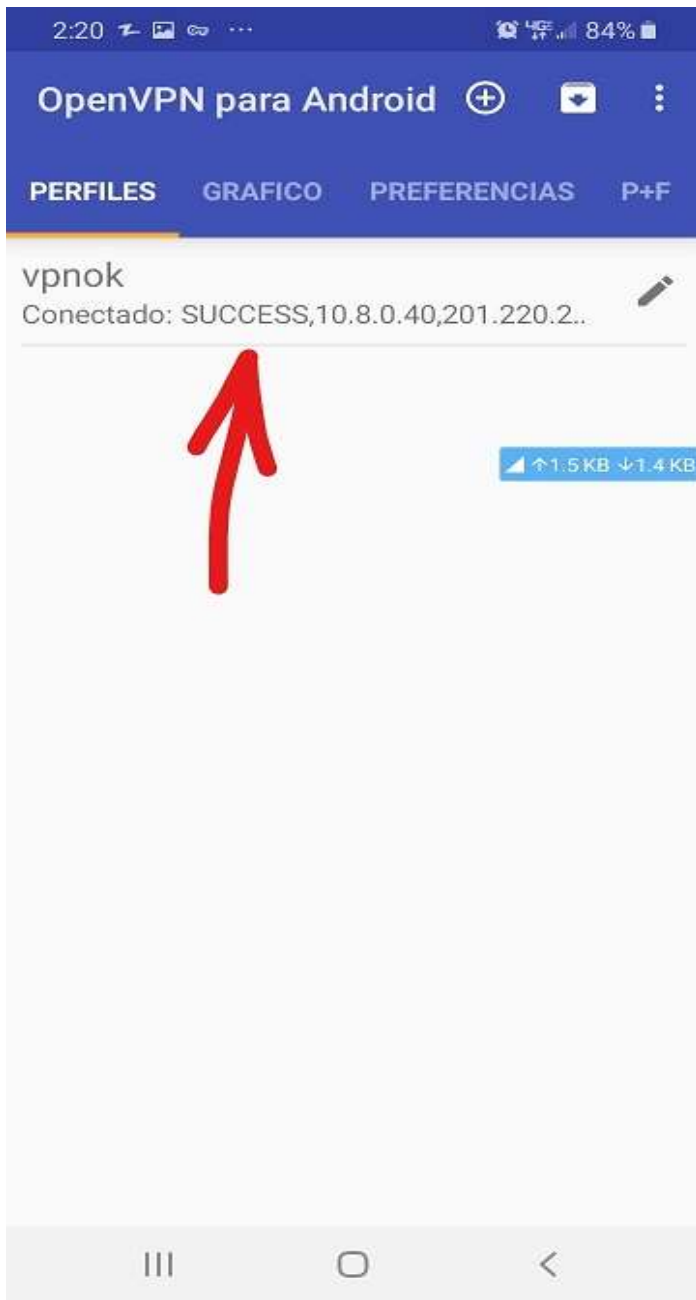 2:20 ··· 4GE 84%
OpenVPN para Android
PERFILES GRAFICO PREFERENCIAS P+F
vpnok
Conectado: SUCCESS,10.8.0.40,201.220.2..
↑1.5 KB ↓1.4 KB